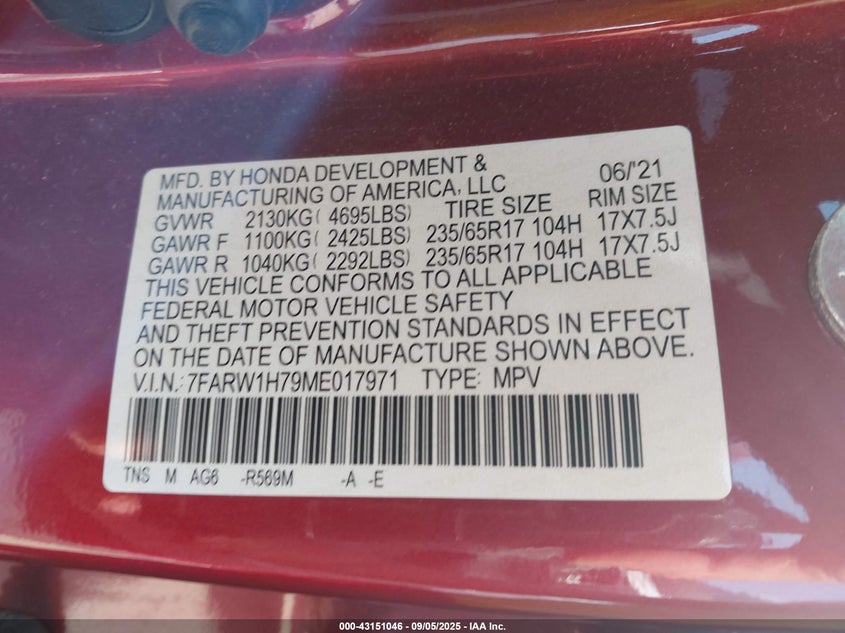 MFD. BY HONDA DEVELOPMENT & 06/'21
MANUFACTURING OF AMERICA, LLC
GVWR 2130KG( 4695LBS) TIRE SIZE RIM SIZE
GAWR F 1100KG( 2425LBS) 235/65R17 104H 17X7.5J
GAWR R 1040KG( 2292LBS) 235/65R17 104H 17X7.5J
THIS VEHICLE CONFORMS TO ALL APPLICABLE
FEDERAL MOTOR VEHICLE SAFETY
AND THEFT PREVENTION STANDARDS IN EFFECT
ON THE DATE OF MANUFACTURE SHOWN ABOVE.
V.I.N.: 7FARW1H79ME017971 TYPE: MPV
TNS M AG6 -R569M -A -E
000-43151046 - 09/05/2025 - IAA Inc.